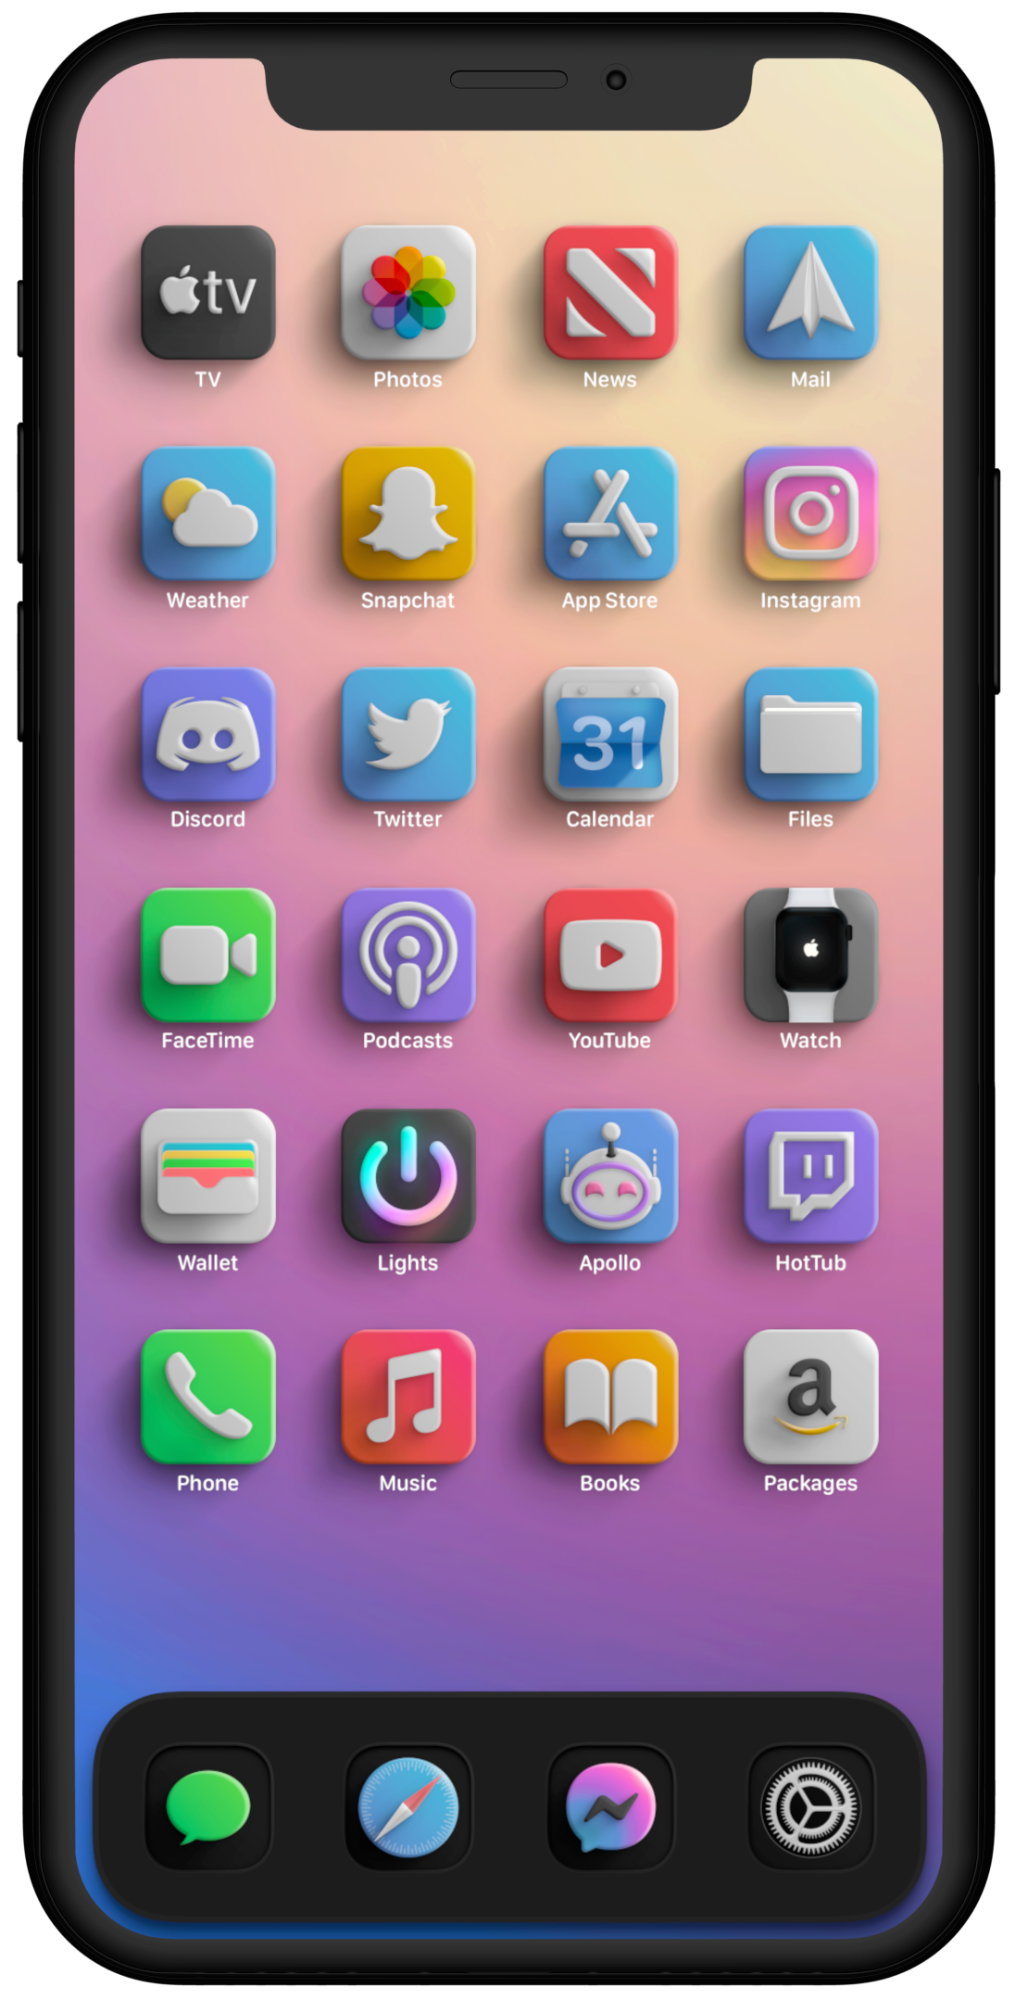 tv
TV
Photos
News
Mail
Weather
Snapchat
App Store
Instagram
31
Discord
Twitter
Calendar
Files
FaceTime
Podcasts
YouTube
Watch
Wallet
Lights
Apollo
HotTub
a
Phone
Music
Books
Packages